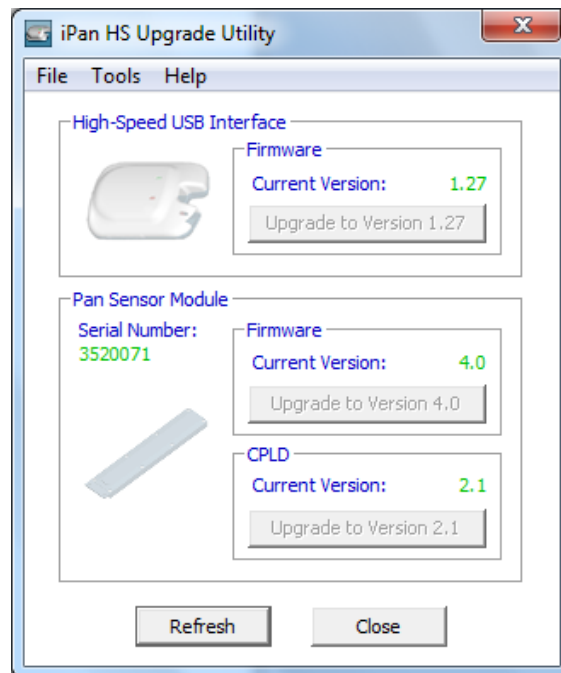 iPan HS Upgrade Utility
File Tools Help
High-Speed USB Interface
Firmware
Current Version: 1.27
Upgrade to Version 1.27
Pan Sensor Module
Serial Number:
3520071
Firmware
Current Version: 4.0
Upgrade to Version 4.0
CPLD
Current Version: 2.1
Upgrade to Version 2.1
Refresh Close